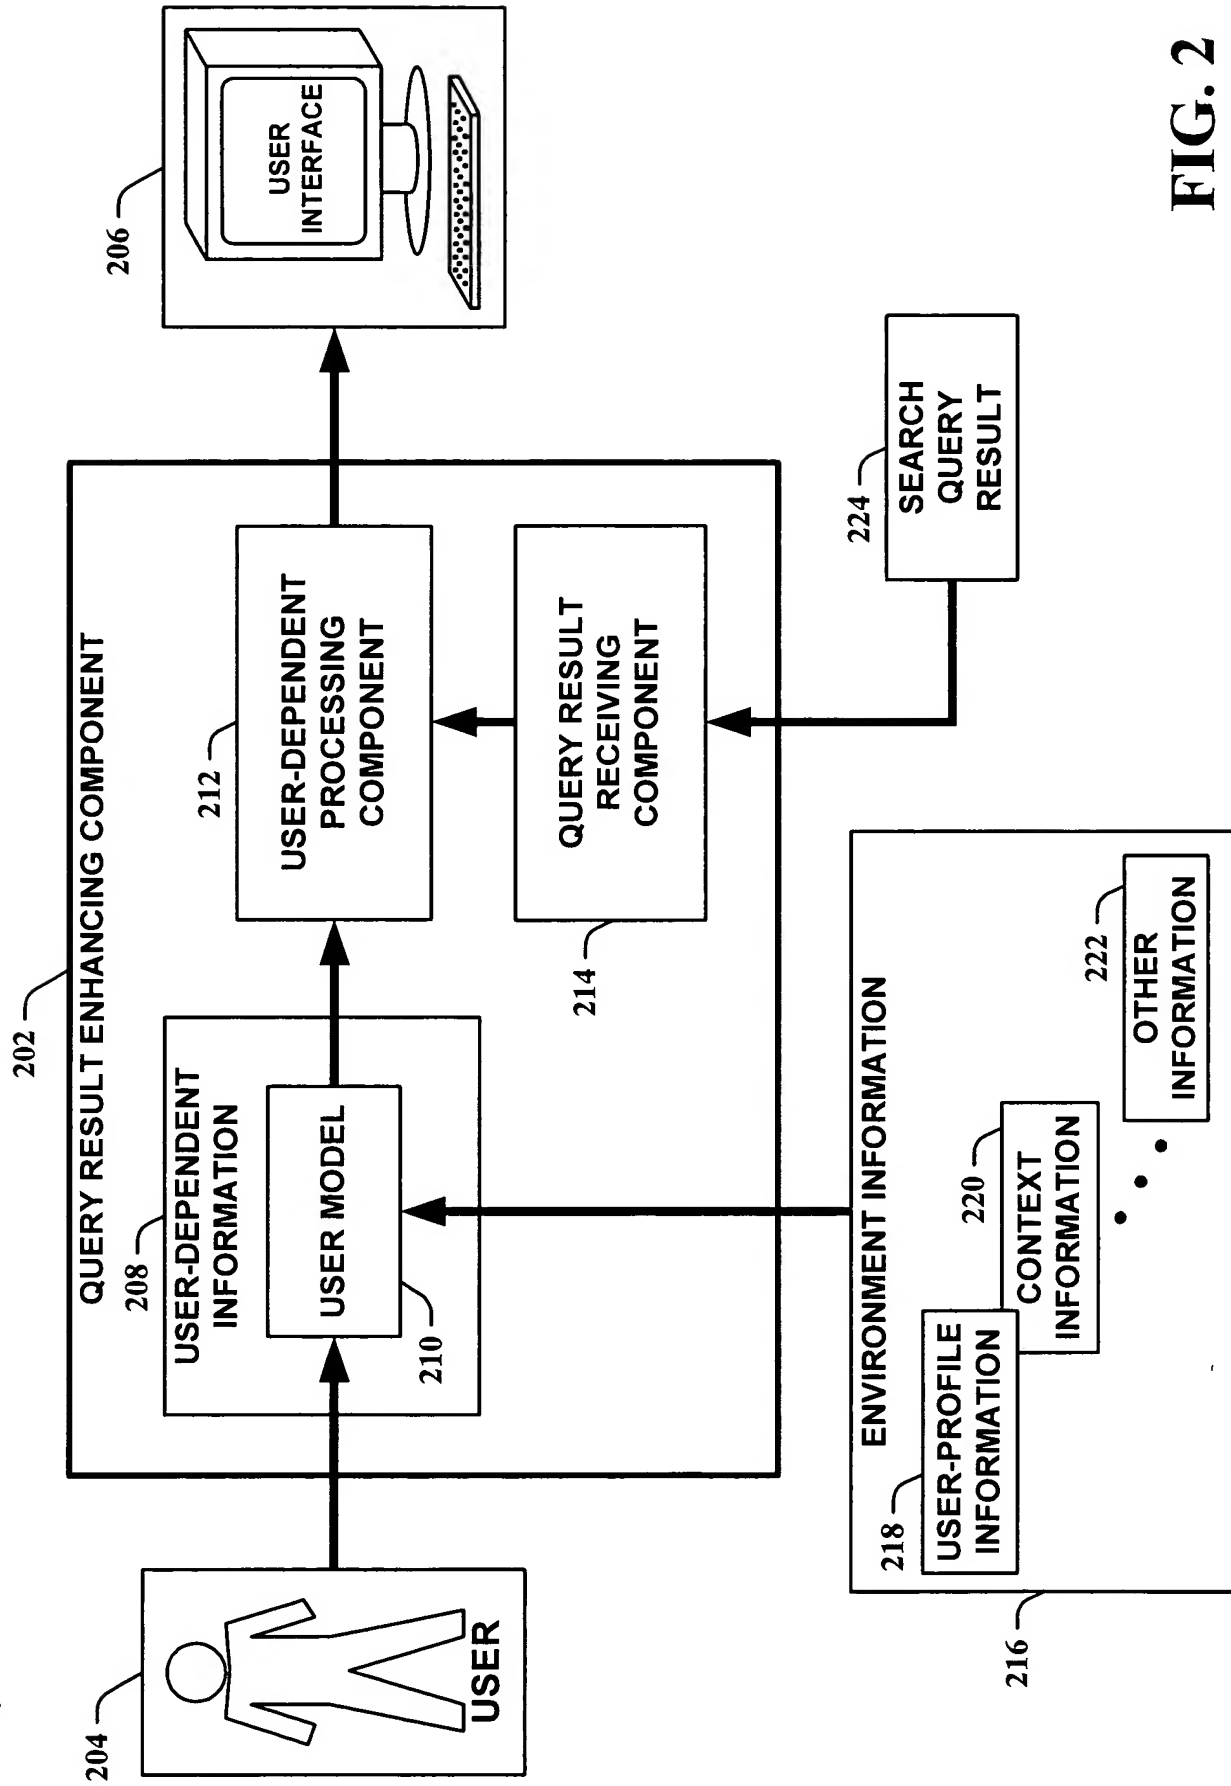 202
QUERY RESULT ENHANCING COMPONENT
204
USER
208
USER-DEPENDENT
INFORMATION
USER MODEL
210
212
USER-DEPENDENT
PROCESSING
COMPONENT
206
USER
INTERFACE
QUERY RESULT
RECEIVING
COMPONENT
214
224
SEARCH
QUERY
RESULT
ENVIRONMENT INFORMATION
218
USER-PROFILE
INFORMATION
220
CONTEXT
INFORMATION
222
OTHER
INFORMATION
216
FIG. 2